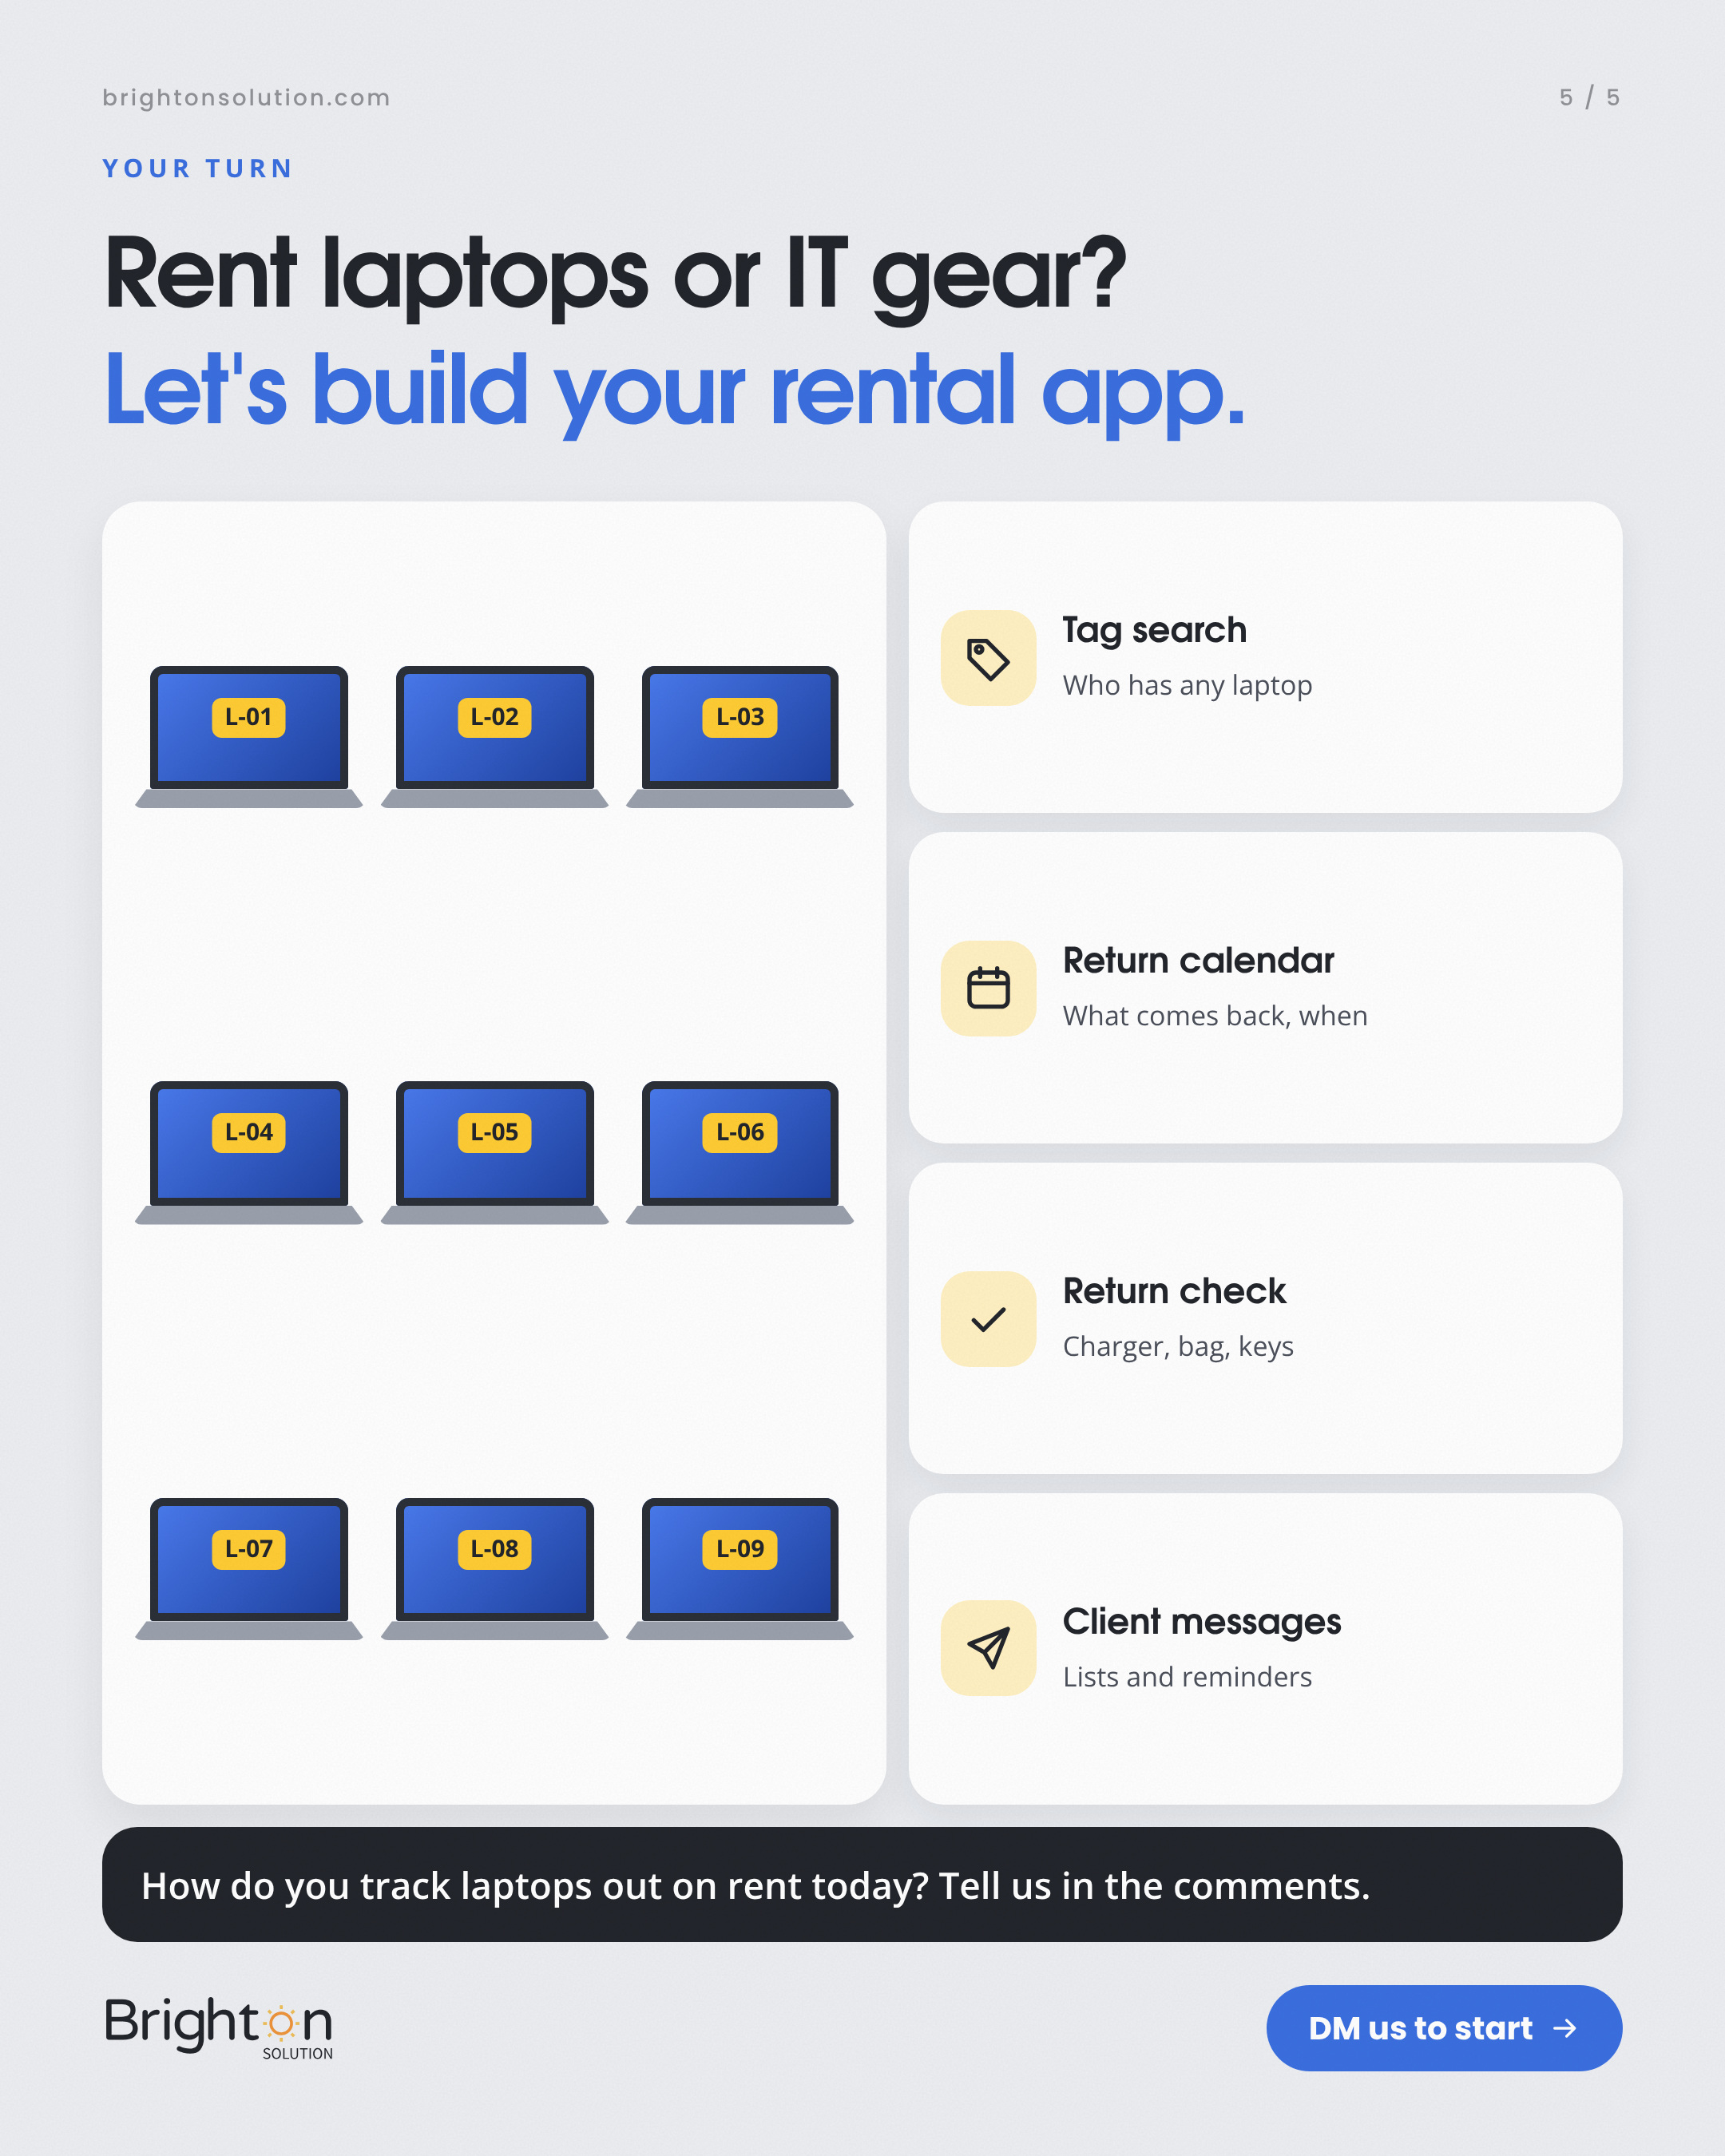 brightonsolution.com
5 / 5
YOUR TURN
Rent laptops or IT gear?
Let's build your rental app.
L-01
L-02
L-03
L-04
L-05
L-06
L-07
L-08
L-09
Tag search
Who has any laptop
Return calendar
What comes back, when
Return check
Charger, bag, keys
Client messages
Lists and reminders
How do you track laptops out on rent today? Tell us in the comments.
Brighton
SOLUTION
DM us to start →